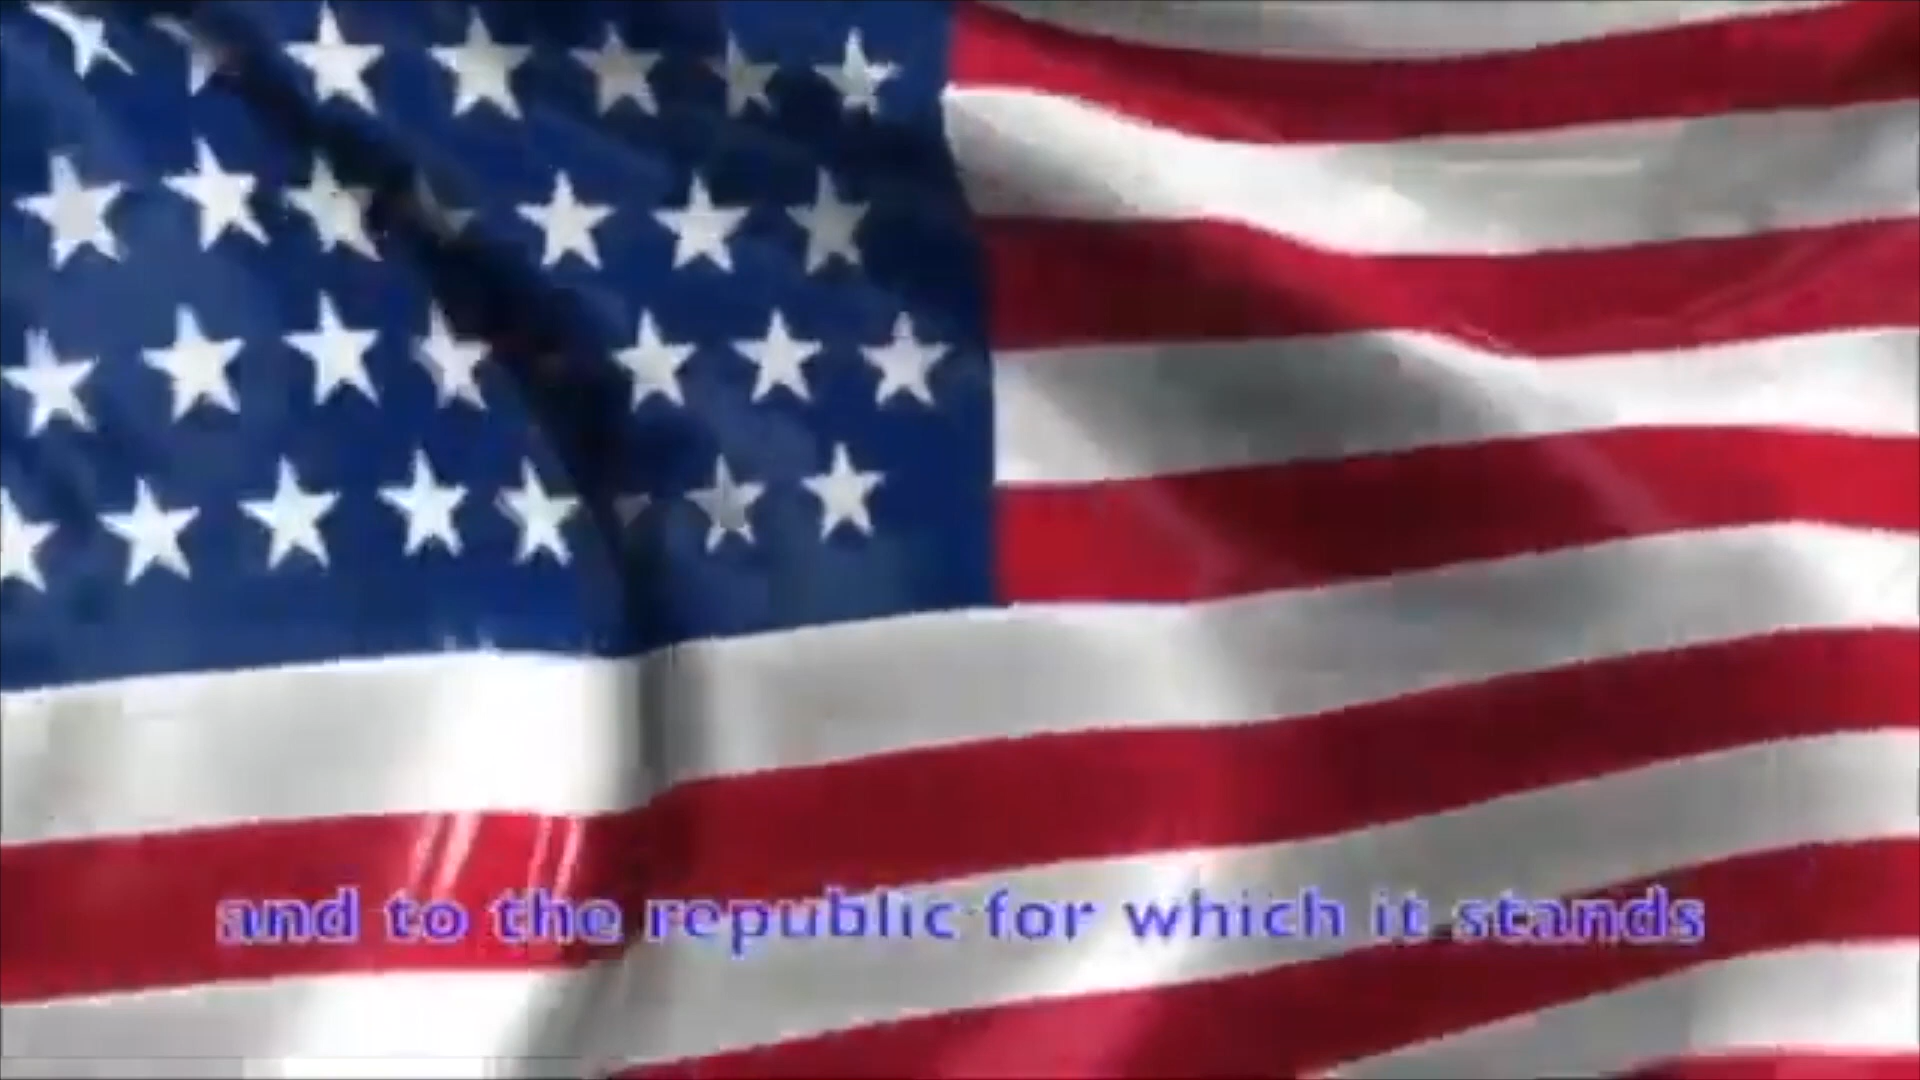 and to the republic for which it stands